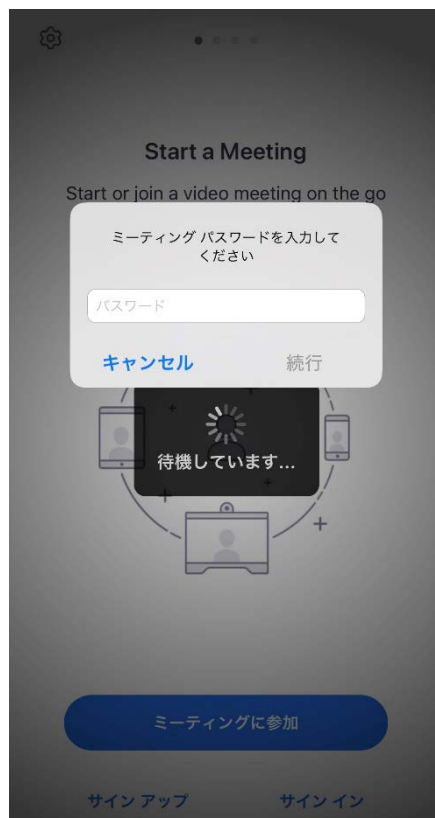 Start a Meeting
Start or join a video meeting on the go
ミーティング パスワードを入力して
ください
パスワード
キャンセル
続行
待機しています...
ミーティングに参加
サイン アップ
サイン イン